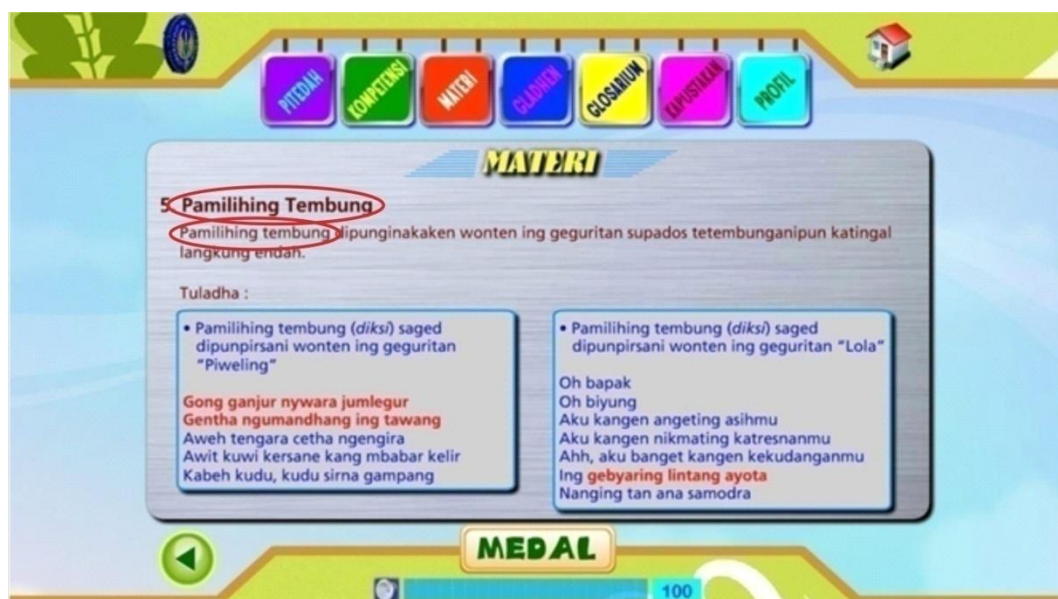 PITEDAH
KOMPETENSI
MATERI
GLADHEN
GLOSARIUM
KAPUSTAKAN
PROFIL
MATERI
5 Pamilihing Tembung
Pamilihing tembung dipunginakaken wonten ing geguritan supados tetembunganipun katingal
langkung endah.
Tuladha :
• Pamilihing tembung (diksi) saged
dipunpirsani wonten ing geguritan
"Piweling"
Gong ganjur nywara jumlegur
Gentha ngumandhang ing tawang
Aweh tengara cetha ngengira
Awit kuwi kersane kang mbabar kelir
Kabeh kudu, kudu sirna gampang
• Pamilihing tembung (diksi) saged
dipunpirsani wonten ing geguritan "Lola"
Oh bapak
Oh biyung
Aku kangen angeting asihmu
Aku kangen nikmating katresnanmu
Ahh, aku banget kangen kekudanganmu
Ing gebyaring lintang ayota
Nanging tan ana samodra
MEDAL
100